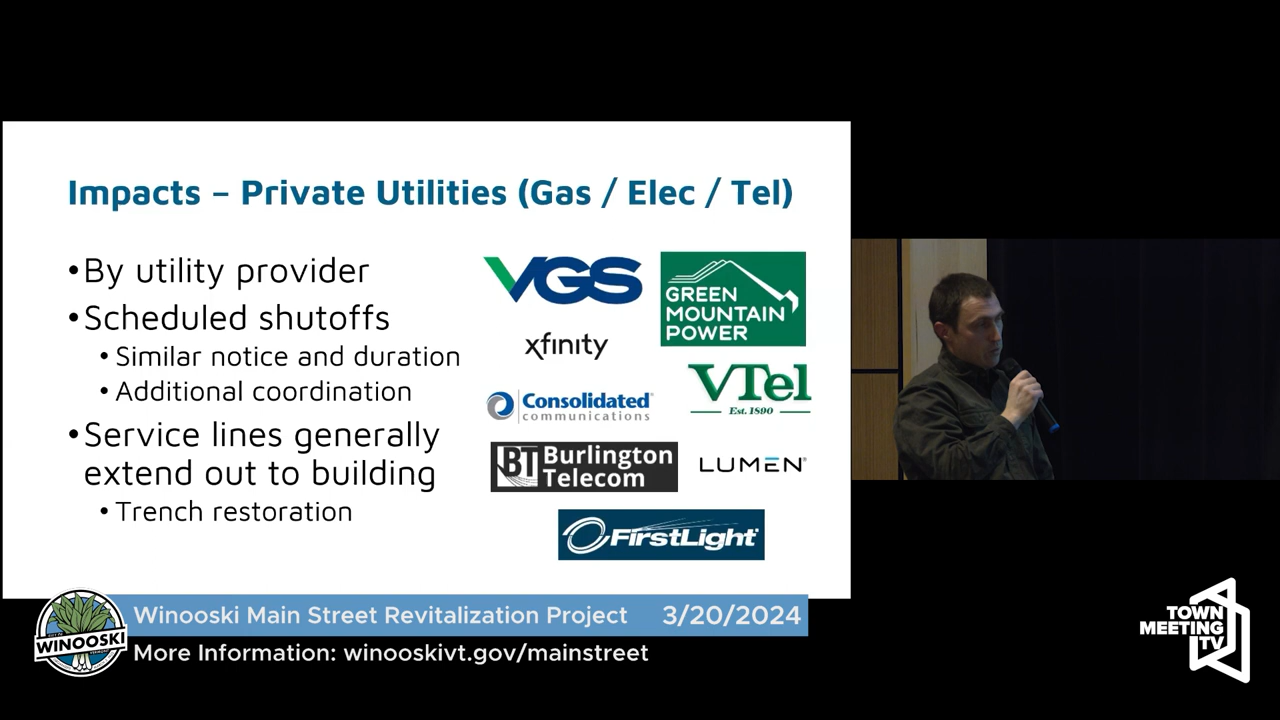 Impacts – Private Utilities (Gas / Elec / Tel)
•By utility provider
•Scheduled shutoffs
• Similar notice and duration
• Additional coordination
•Service lines generally
extend out to building
• Trench restoration
VGS
GREEN
MOUNTAIN
POWER
xfinity
VTel
Est. 1890
Consolidated
communications
BT Burlington
Telecom
LUMEN®
FirstLight
WINOOSKI
Winooski Main Street Revitalization Project 3/20/2024
More Information: winooskivt.gov/mainstreet
TOWN
MEETING
TV